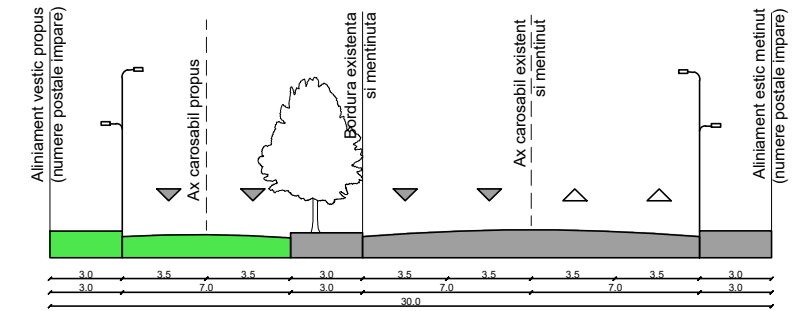 Aliniament vestic propus
(numere postale impare)
Ax carosabil propus
Bordura existenta
si mentinuta
Ax carosabil existent
si mentinut
Aliniament estic metinut
(numere postale impare)
3.0 3.5 3.5 3.0 3.5 3.5 3.5 3.5 3.0
3.0 7.0 3.0 7.0 7.0 3.0
30.0